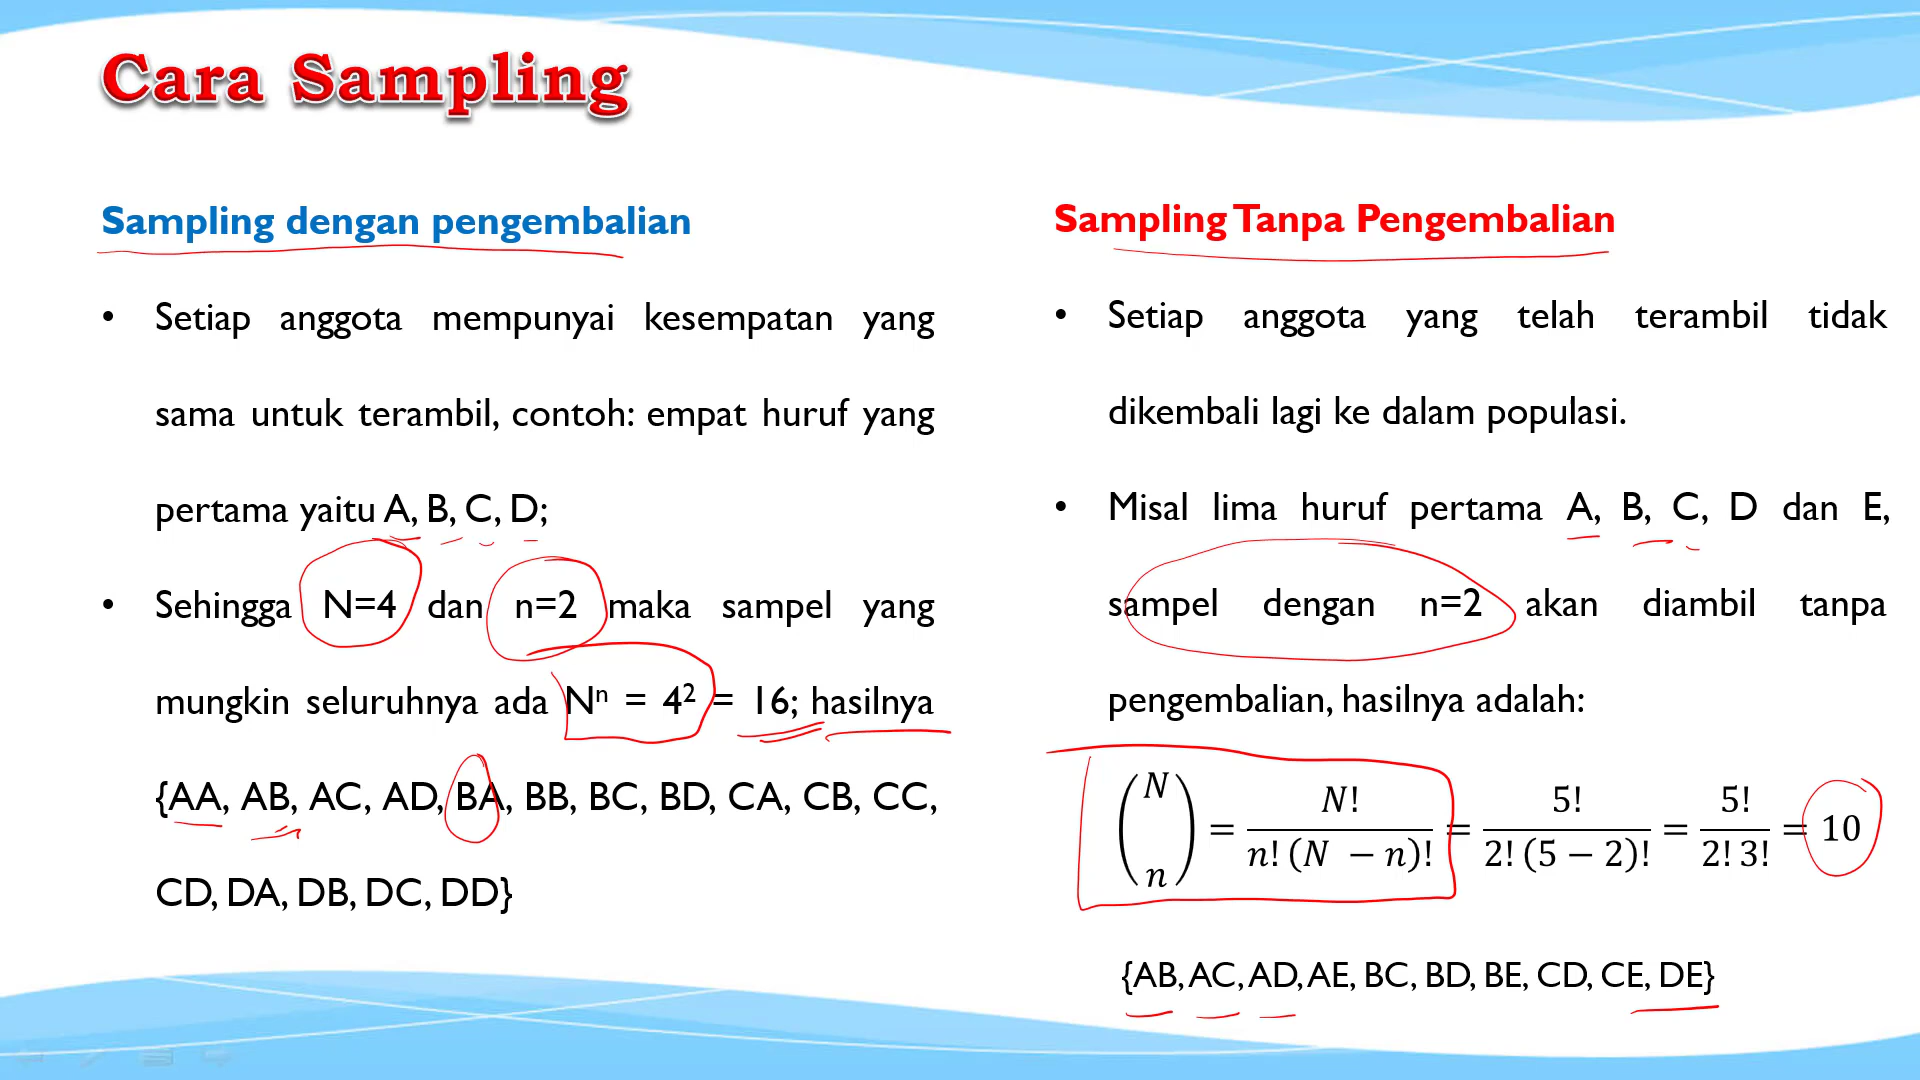 Cara Sampling
Sampling dengan pengembalian
• Setiap anggota mempunyai kesempatan yang
sama untuk terambil, contoh: empat huruf yang
pertama yaitu A, B, C, D;
• Sehingga N=4 dan n=2 maka sampel yang
mungkin seluruhnya ada Nⁿ = 4² = 16; hasilnya
{AA, AB, AC, AD, BA, BB, BC, BD, CA, CB, CC,
CD, DA, DB, DC, DD}
Sampling Tanpa Pengembalian
• Setiap anggota yang telah terambil tidak
dikembali lagi ke dalam populasi.
• Misal lima huruf pertama A, B, C, D dan E,
sampel dengan n=2 akan diambil tanpa
pengembalian, hasilnya adalah:
(N n) = N! / n! (N − n)! = 5! / 2! (5 − 2)! = 5! / 2! 3! = 10
{AB, AC, AD, AE, BC, BD, BE, CD, CE, DE}